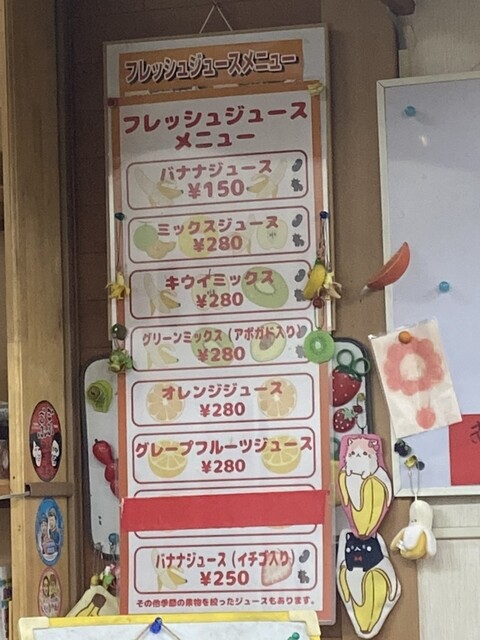 フレッシュジュースメニュー
フレッシュジュース
メニュー
バナナジュース
¥150
ミックスジュース
¥280
キウイミックス
¥280
グリーンミックス(アボガド入り)
¥280
オレンジジュース
¥280
グレープフルーツジュース
¥280
バナナジュース(イチゴ入り)
¥250
その他季節の果物を絞ったジュースもあります。